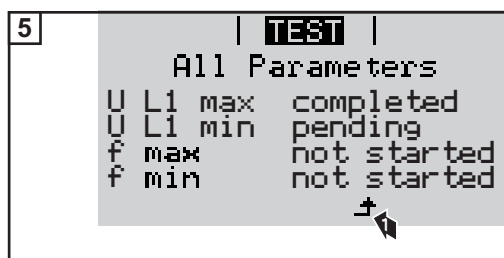 5
| TEST |
All Parameters
U L1 max completed
U L1 min pending
f max not started
f min not started
1